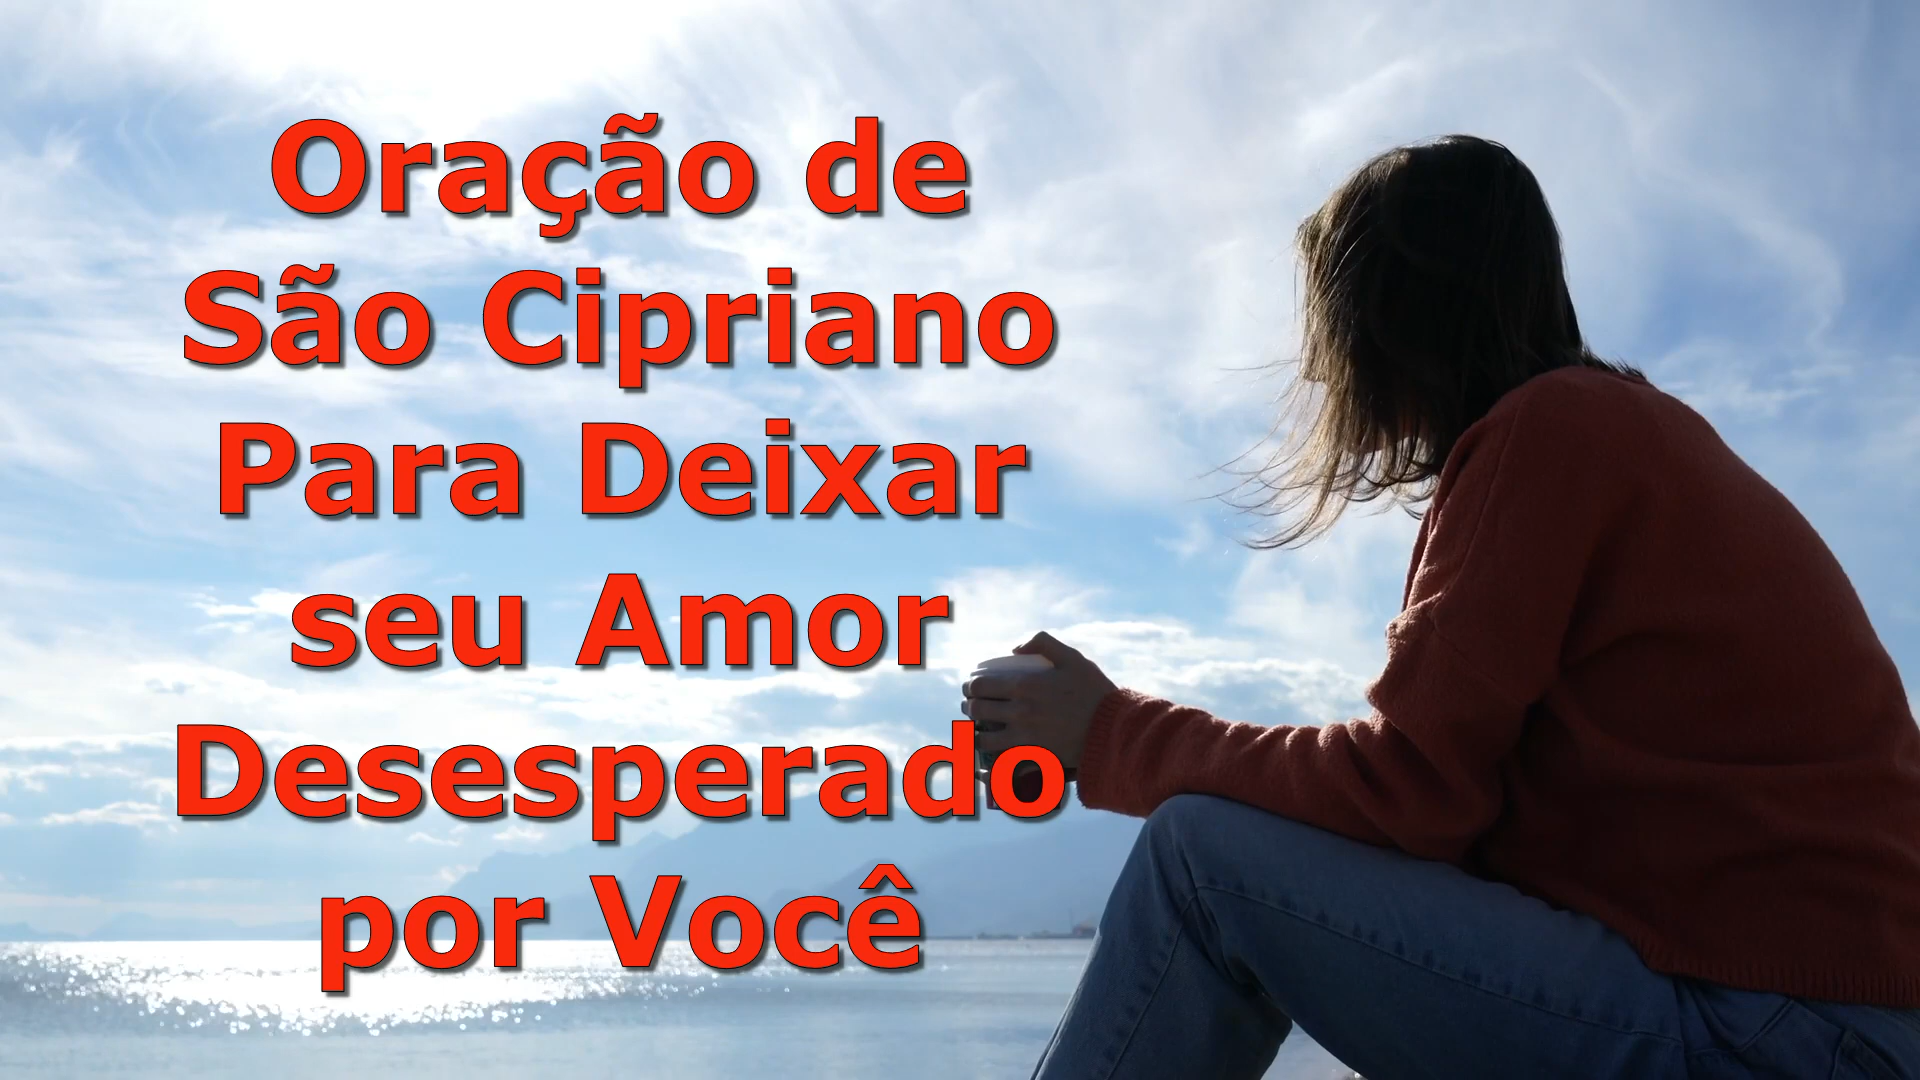 Oração de
São Cipriano
Para Deixar
seu Amor
Desesperado
por Você